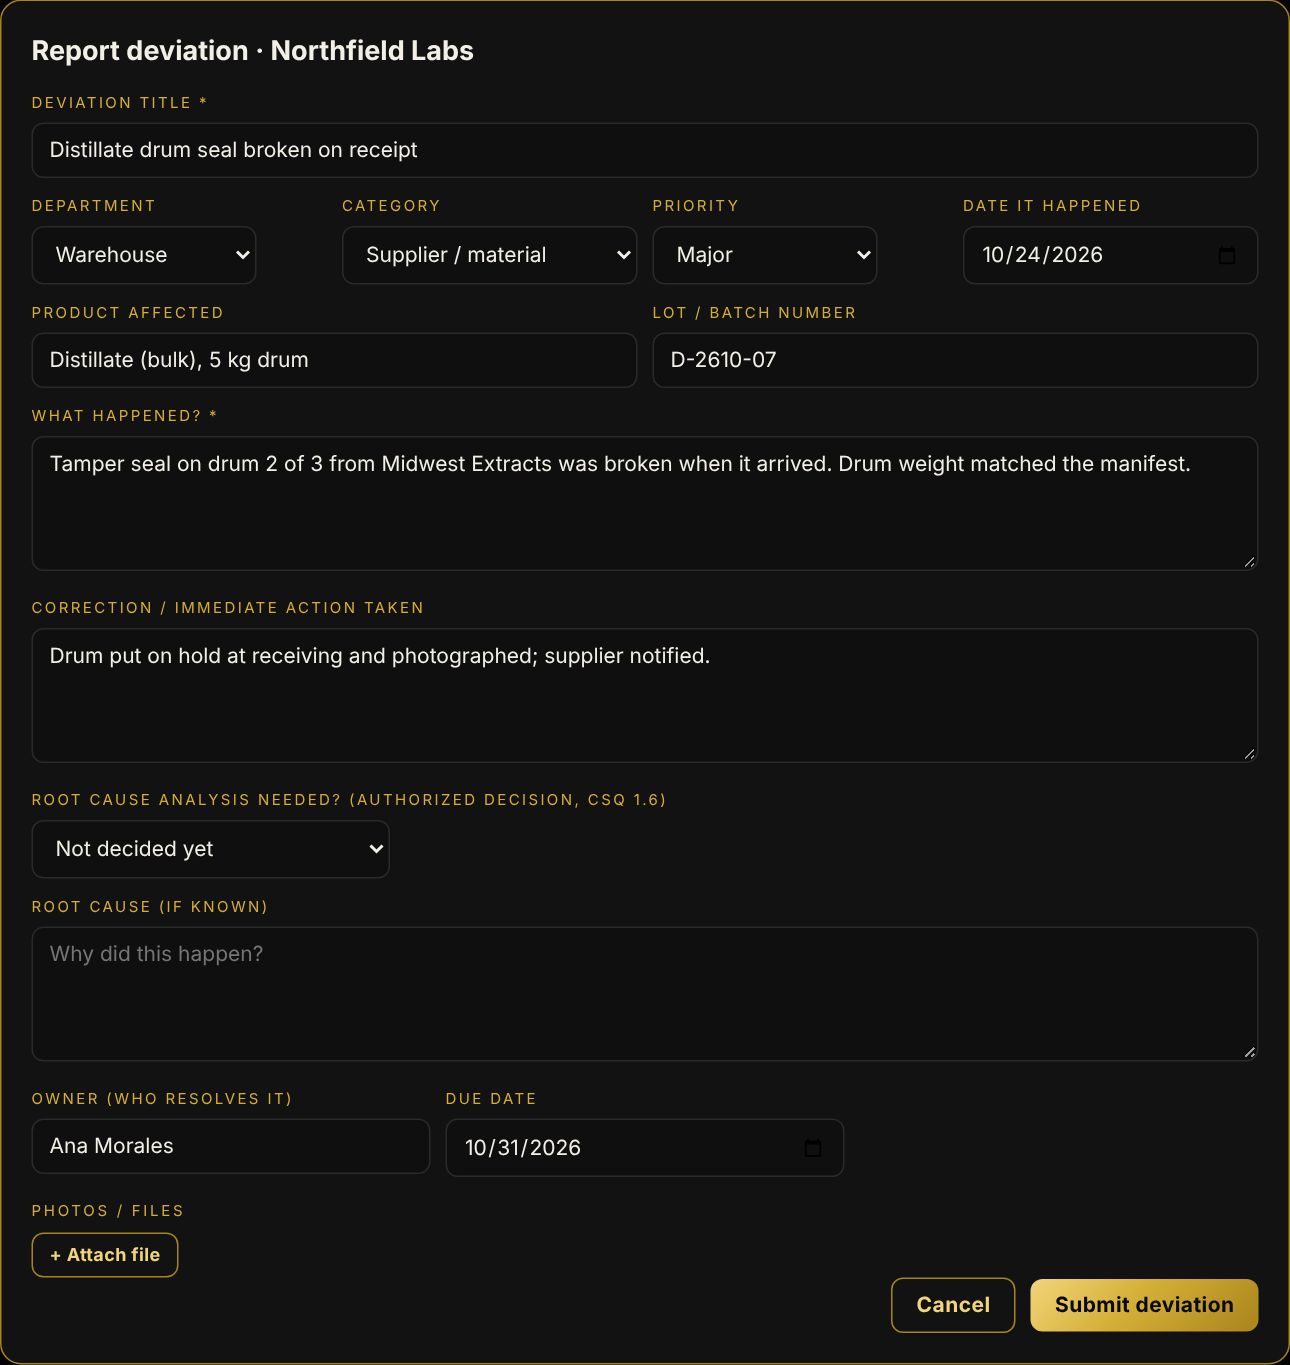 Report deviation · Northfield Labs
DEVIATION TITLE *
Distillate drum seal broken on receipt
DEPARTMENT
CATEGORY
PRIORITY
DATE IT HAPPENED
Warehouse
Supplier / material
Major
10/24/2026
PRODUCT AFFECTED
LOT / BATCH NUMBER
Distillate (bulk), 5 kg drum
D-2610-07
WHAT HAPPENED? *
Tamper seal on drum 2 of 3 from Midwest Extracts was broken when it arrived. Drum weight matched the manifest.
CORRECTION / IMMEDIATE ACTION TAKEN
Drum put on hold at receiving and photographed; supplier notified.
ROOT CAUSE ANALYSIS NEEDED? (AUTHORIZED DECISION, CSQ 1.6)
Not decided yet
ROOT CAUSE (IF KNOWN)
Why did this happen?
OWNER (WHO RESOLVES IT)
DUE DATE
Ana Morales
10/31/2026
PHOTOS / FILES
+ Attach file
Cancel
Submit deviation